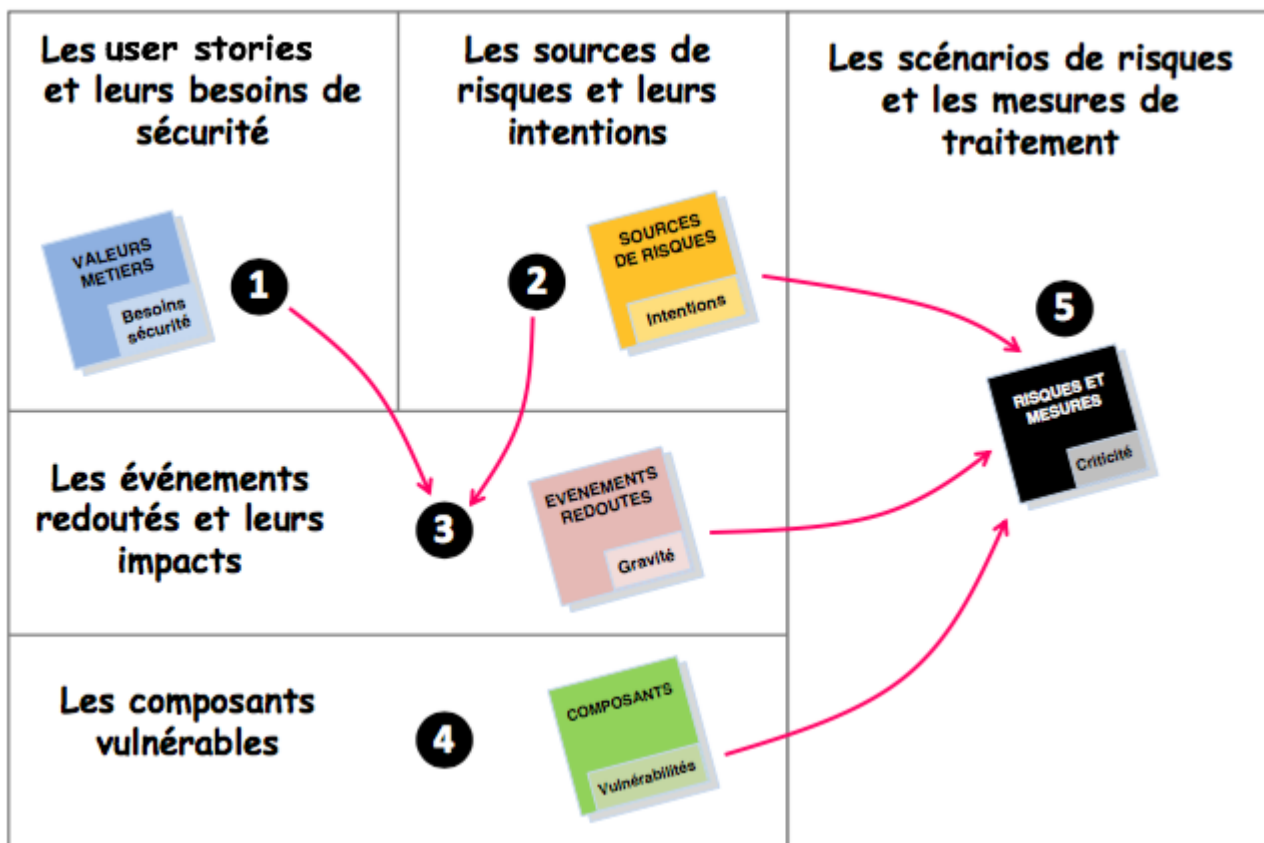 Les user stories
et leurs besoins de
sécurité
VALEURS
METIERS
Besoins
sécurité
1
Les sources de
risques et leurs
intentions
2
SOURCES
DE RISQUES
Intentions
Les scénarios de risques
et les mesures de
traitement
5
RISQUES ET
MESURES
Criticité
Les événements
redoutés et leurs
impacts
3
EVENEMENTS
REDOUTES
Gravité
Les composants
vulnérables
4
COMPOSANTS
Vulnérabilités